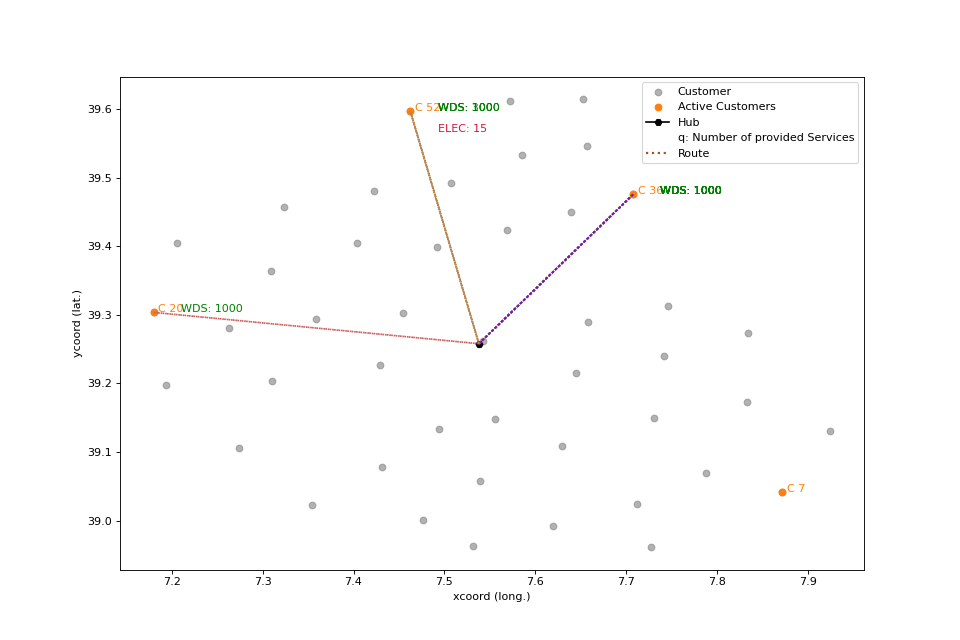 Customer
Active Customers
Hub
q: Number of provided Services
Route
39.6
39.5
39.4
39.3
39.2
39.1
39.0
ycoord (lat.)
C 52
ELEC: 15
C 36
WDS: 1000
C 20
WDS: 1000
C 7
7.2
7.3
7.4
7.5
7.6
7.7
7.8
7.9
xcoord (long.)